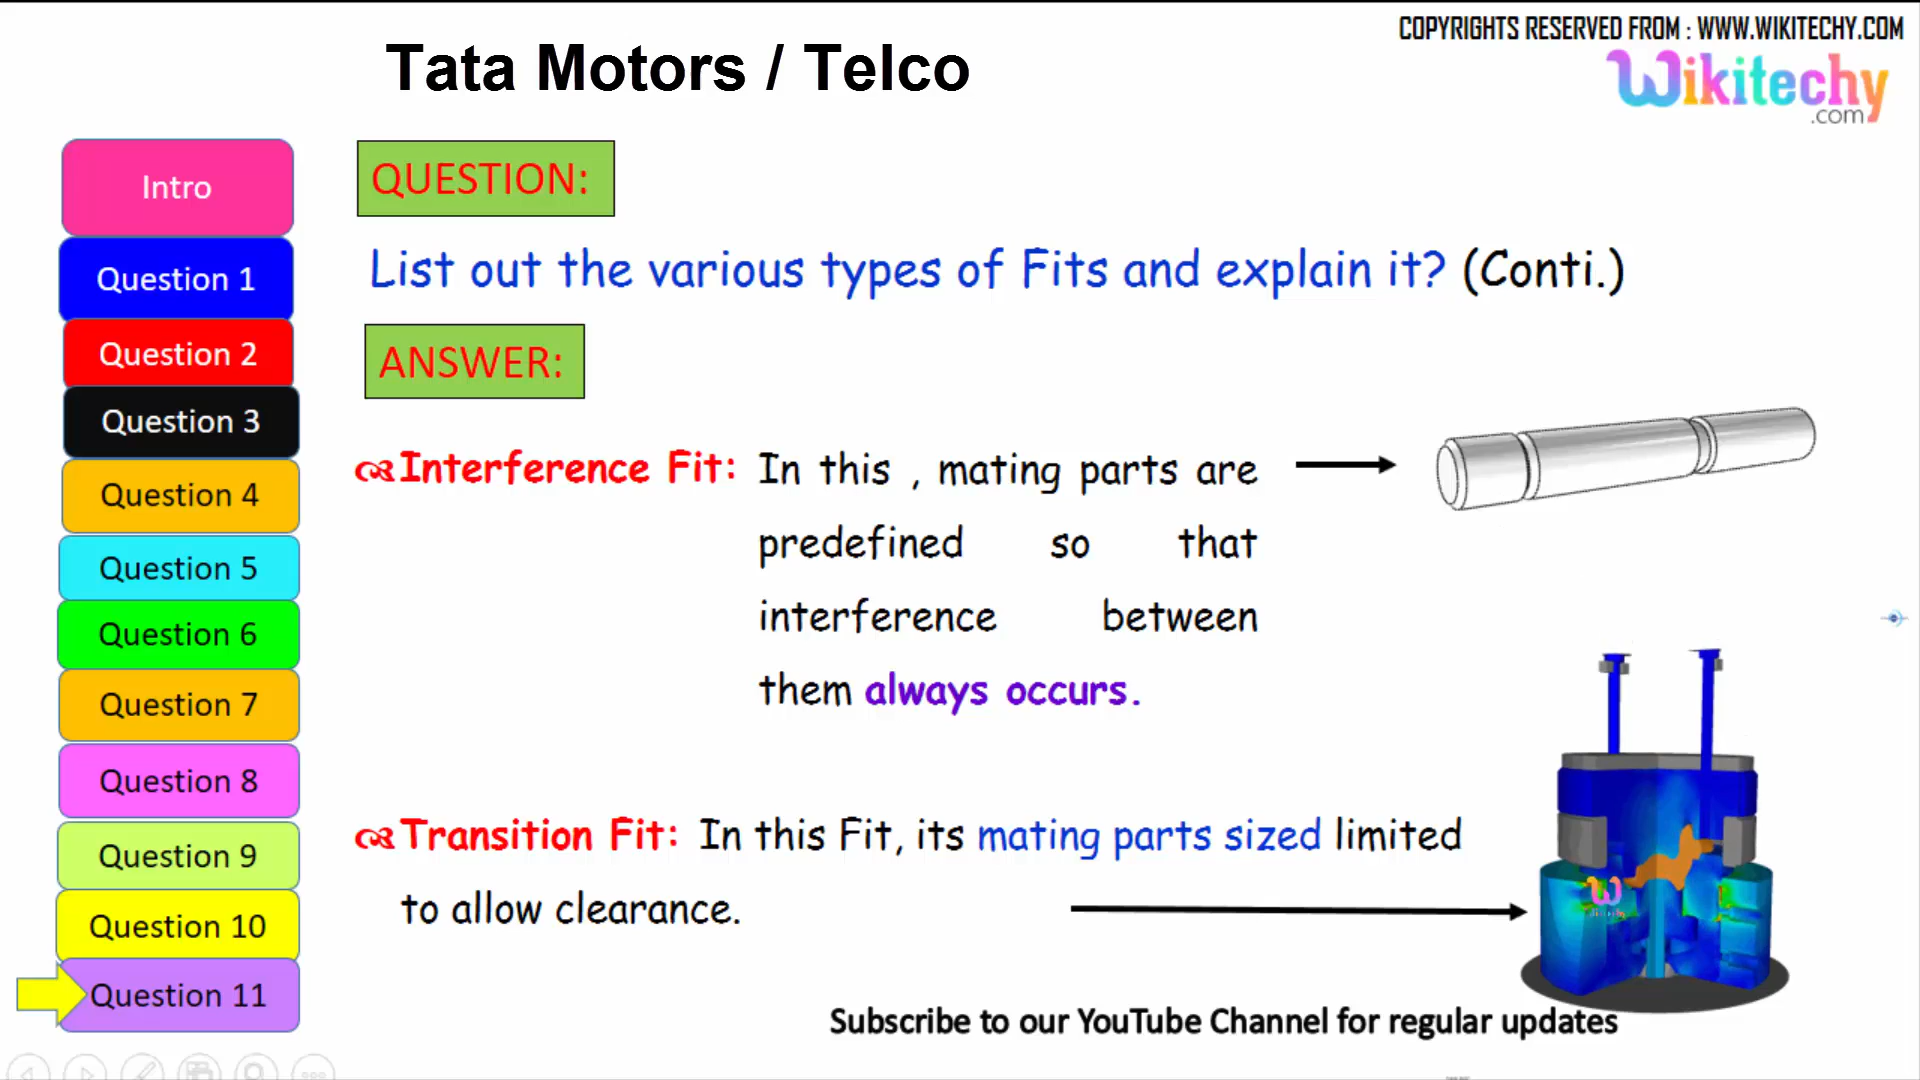 COPYRIGHTS RESERVED FROM : WWW.WIKITECHY.COM
Tata Motors / Telco
Wikitechy
.com
Intro
Question 1
Question 2
Question 3
Question 4
Question 5
Question 6
Question 7
Question 8
Question 9
Question 10
Question 11
QUESTION:
List out the various types of Fits and explain it? (Conti.)
ANSWER:
Interference Fit: In this , mating parts are
predefined so that
interference between
them always occurs.
Transition Fit: In this Fit, its mating parts sized limited
to allow clearance.
Subscribe to our YouTube Channel for regular updates